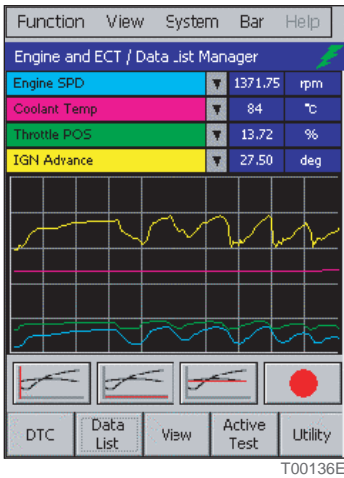 Function View System Bar Help
Engine and ECT / Data List Manager
Engine SPD 1371.75 rpm
Coolant Temp 84 °C
Throttle POS 13.72 %
IGN Advance 27.50 deg
DTC Data List View Active Test Utility
T00136E